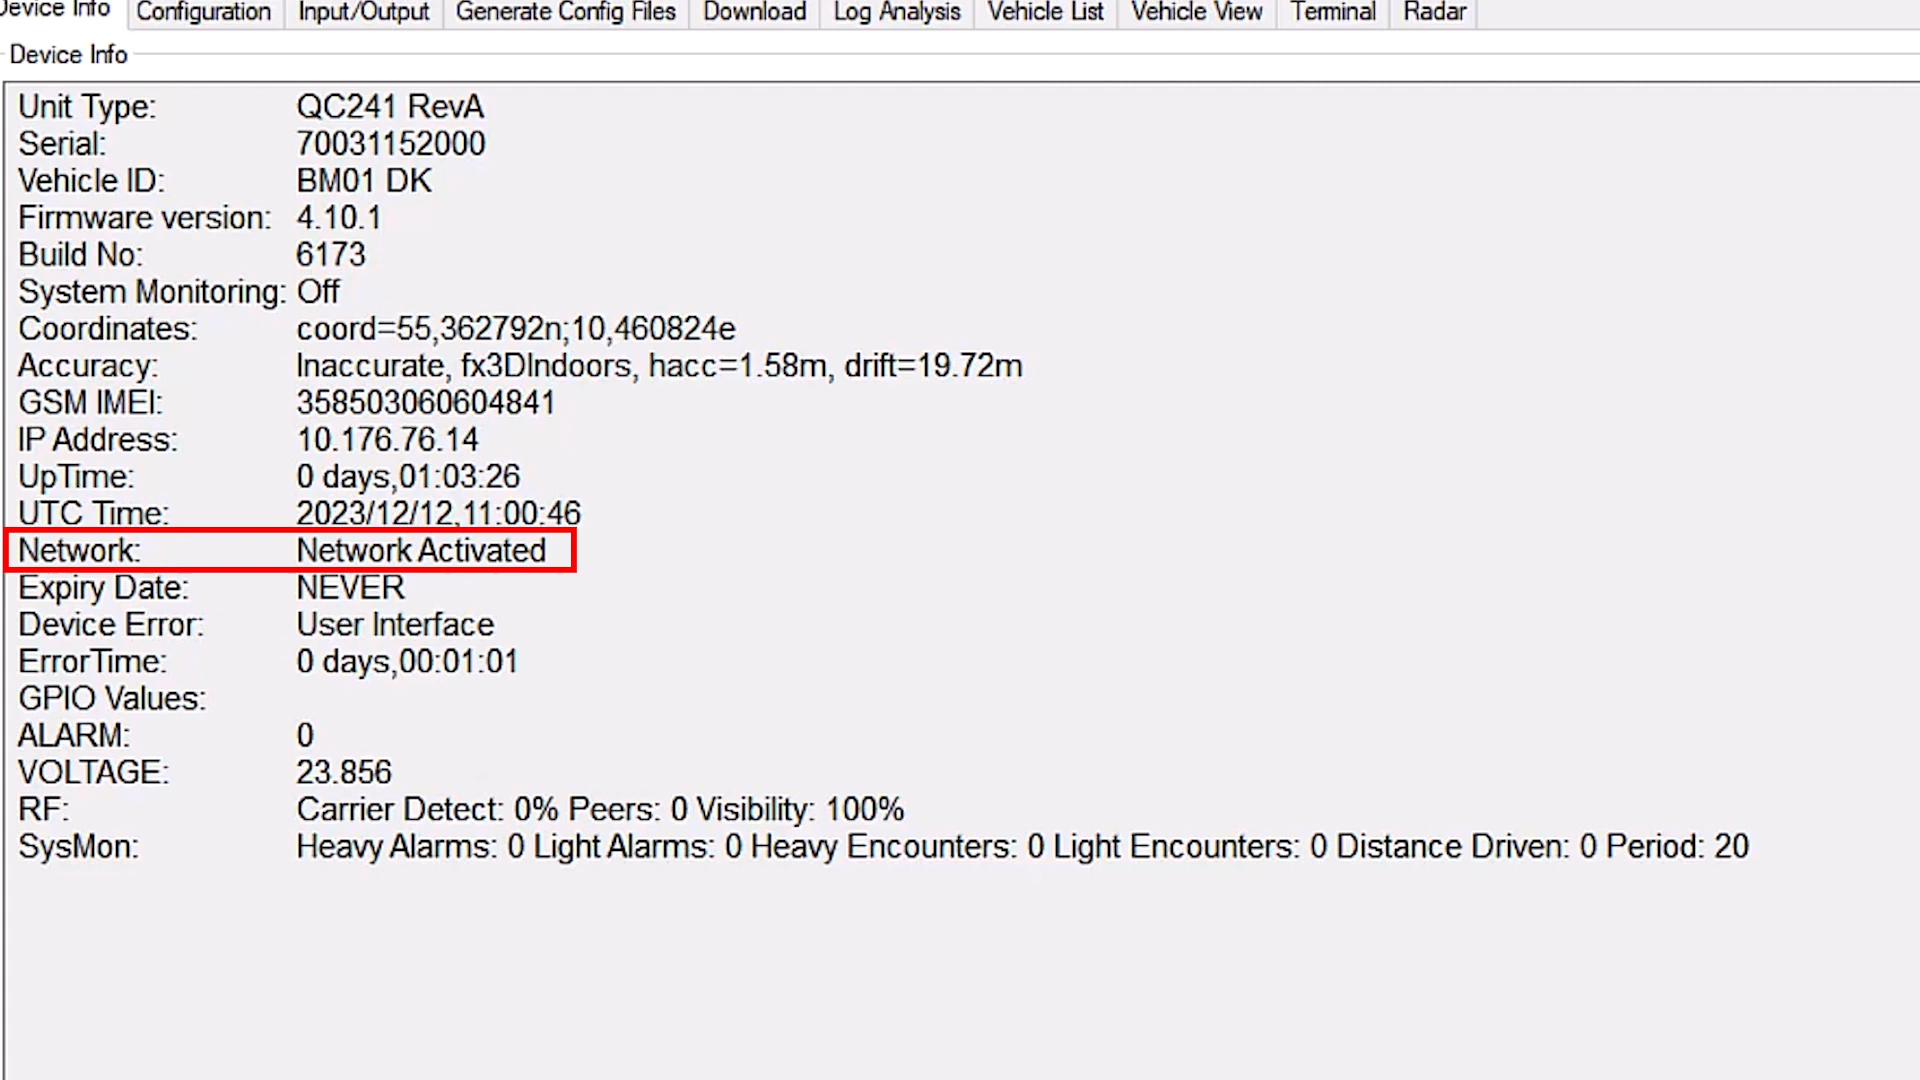 Device Info Configuration Input/Output Generate Config Files Download Log Analysis Vehicle List Vehicle View Terminal Radar
Device Info
Unit Type: QC241 RevA
Serial: 70031152000
Vehicle ID: BM01 DK
Firmware version: 4.10.1
Build No: 6173
System Monitoring: Off
Coordinates: coord=55,362792n;10,460824e
Accuracy: Inaccurate, fx3DIndoors, hacc=1.58m, drift=19.72m
GSM IMEI: 358503060604841
IP Address: 10.176.76.14
UpTime: 0 days,01:03:26
UTC Time: 2023/12/12,11:00:46
Network: Network Activated
Expiry Date: NEVER
Device Error: User Interface
ErrorTime: 0 days,00:01:01
GPIO Values:
ALARM: 0
VOLTAGE: 23.856
RF: Carrier Detect: 0% Peers: 0 Visibility: 100%
SysMon: Heavy Alarms: 0 Light Alarms: 0 Heavy Encounters: 0 Light Encounters: 0 Distance Driven: 0 Period: 20